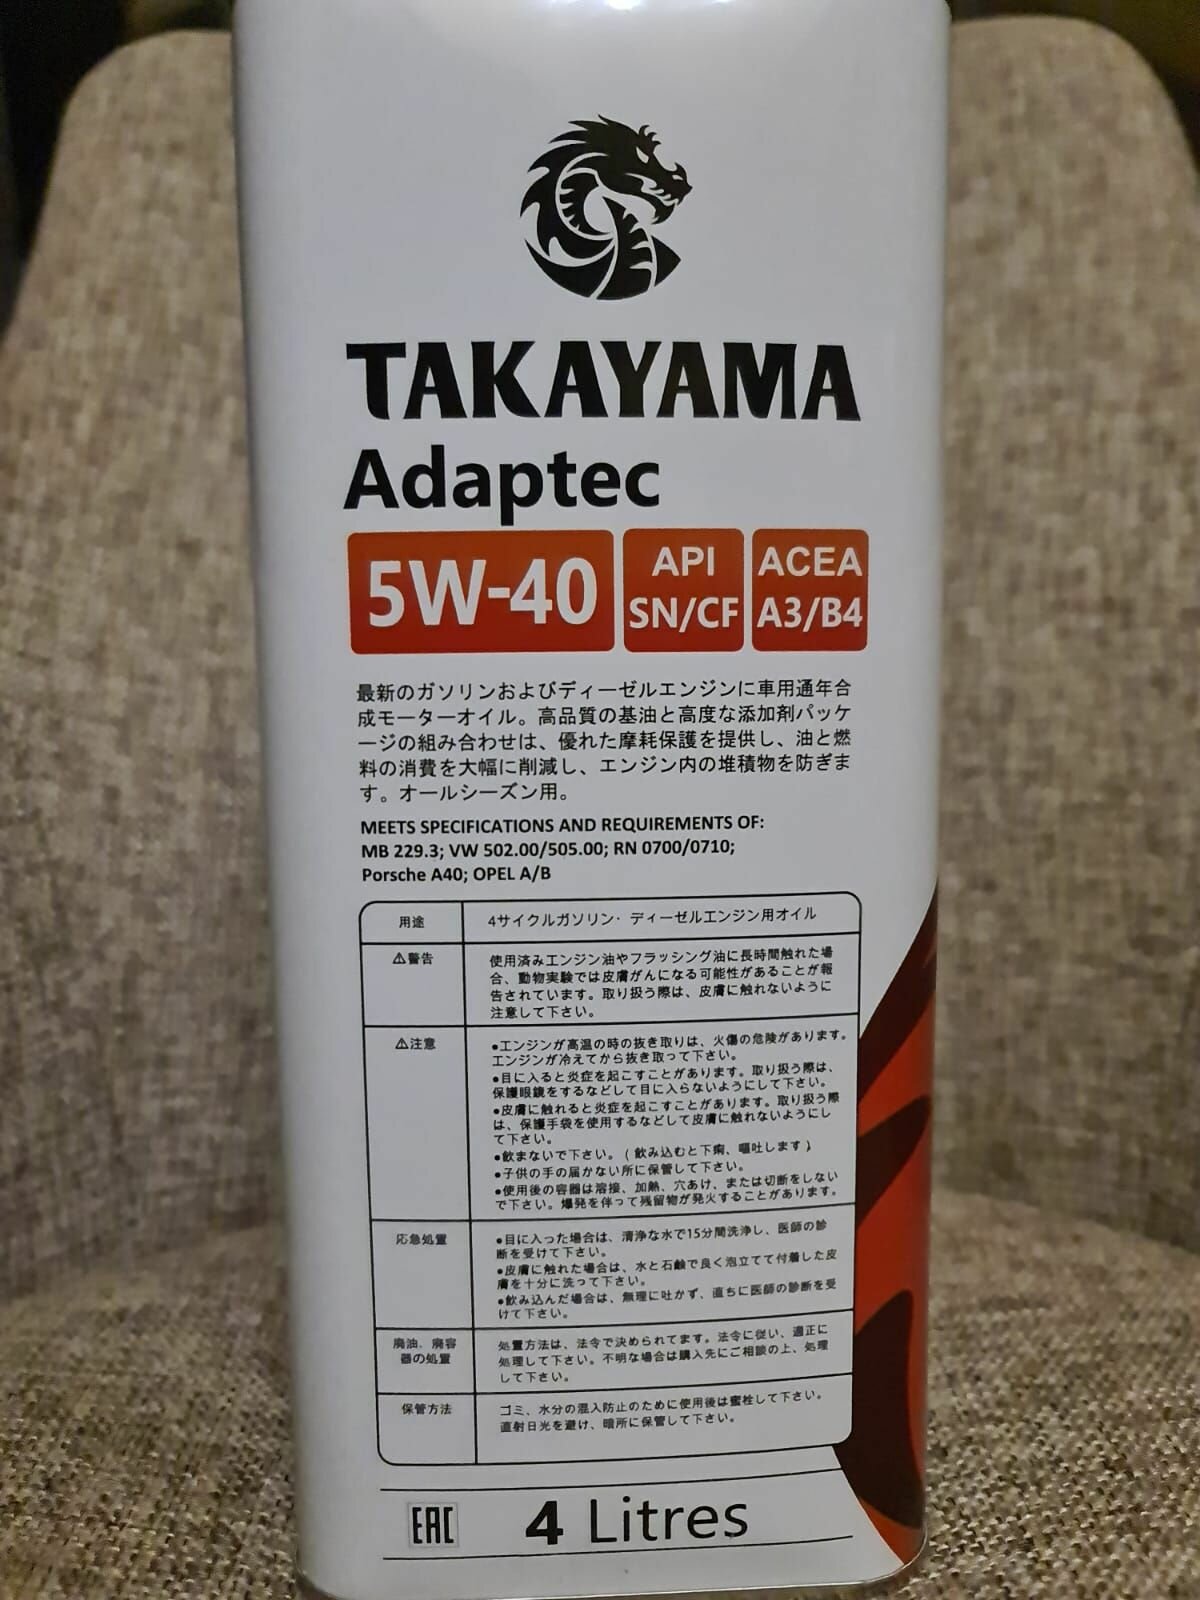 TAKAYAMA
Adaptec
5W-40
API
SN/CF
ACEA
A3/B4
最新のガソリンおよびディーゼルエンジンに車用通年合
成モーターオイル。高品質の基油と高度な添加剤パッケ
ージの組み合わせは、優れた摩耗保護を提供し、油と燃
料の消費を大幅に削減し、エンジン内の堆積物を防ぎま
す。オールシーズン用。
MEETS SPECIFICATIONS AND REQUIREMENTS OF:
MB 229.3; VW 502.00/505.00; RN 0700/0710;
Porsche A40; OPEL A/B
用途
4サイクルガソリン・ディーゼルエンジン用オイル
⚠警告
使用済みエンジン油やフラッシング油に長時間触れた場
合、動物実験では皮膚がんになる可能性があることが報
告されています。取り扱う際は、皮膚に触れないように
注意して下さい。
⚠注意
●エンジンが高温の時の抜き取りは、火傷の危険があります。
エンジンが冷えてから抜き取って下さい。
●目に入ると炎症を起こすことがあります。取り扱う際は、
保護眼鏡をするなどして目に入らないようにして下さい。
●皮膚に触れると炎症を起こすことがあります。取り扱う際
は、保護手袋を使用するなどして皮膚に触れないようにし
て下さい。
●飲まないで下さい。(飲み込むと下痢、嘔吐します)
●子供の手の届かない所に保管して下さい。
●使用後の容器は溶接、加熱、穴あけ、または切断をしない
で下さい。爆発を伴って残留物が発火することがあります。
応急処置
●目に入った場合は、清浄な水で15分間洗浄し、医師の診
断を受けて下さい。
●皮膚に触れた場合は、水と石鹸で良く泡立てて付着した皮
膚を十分に洗って下さい。
●飲み込んだ場合は、無理に吐かず、直ちに医師の診断を受
けて下さい。
廃油、廃容
器の処置
処置方法は、法令で決められてます。法令に従い、適正に
処理して下さい。不明な場合は購入先にご相談の上、処理
して下さい。
保管方法
ゴミ、水分の混入防止のために使用後は蜜栓して下さい。
直射日光を避け、暗所に保管して下さい。
EAC
4 Litres